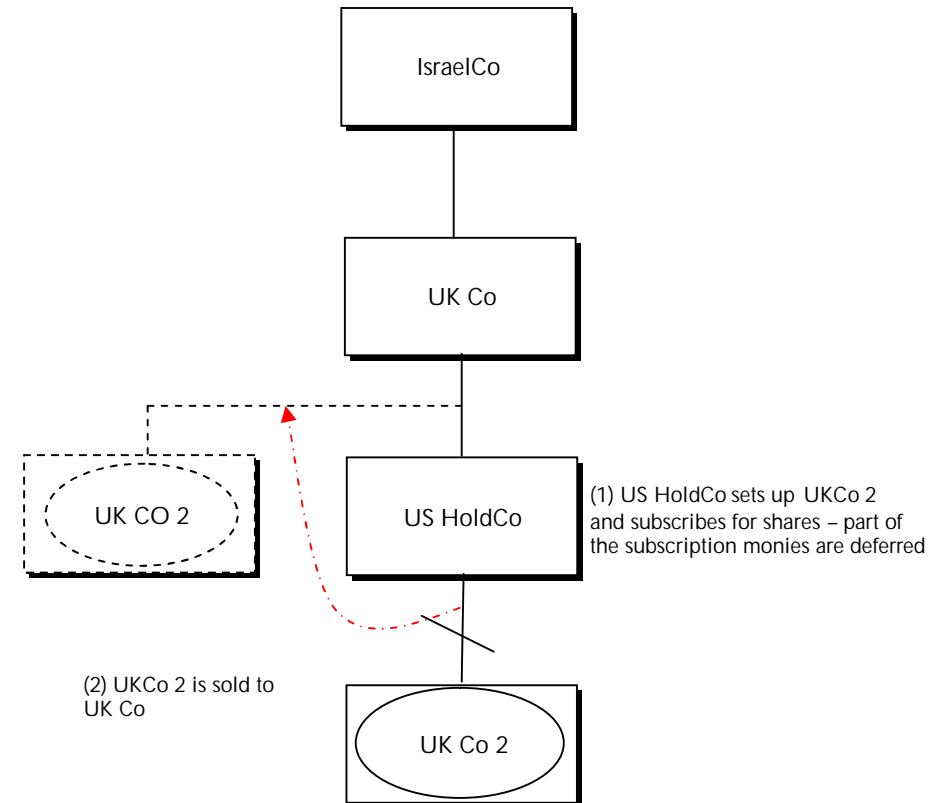 IsraelCo
UK Co
UK CO 2
US HoldCo
(1) US HoldCo sets up UKCo 2
and subscribes for shares – part of
the subscription monies are deferred
(2) UKCo 2 is sold to
UK Co
UK Co 2